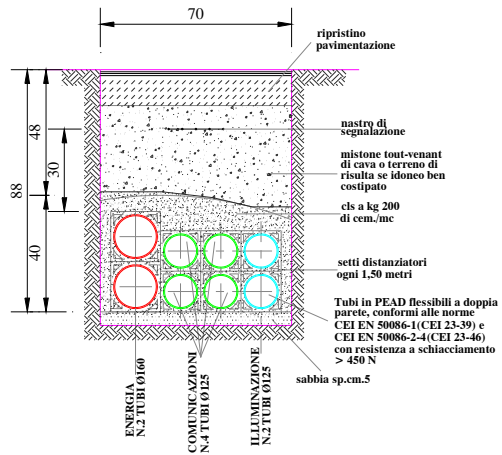 70
ripristino
pavimentazione
48
88
30
40
nastro di
segnalazione
mistone tout-venant
di cava o terreno di
risulta se idoneo ben
costipato
cls a kg 200
di cem./mc
setti distanziatori
ogni 1,50 metri
Tubi in PEAD flessibili a doppia
parete, conformi alle norme
CEI EN 50086-1(CEI 23-39) e
CEI EN 50086-2-4(CEI 23-46)
con resistenza a schiacciamento
> 450 N
sabbia sp.cm.5
ENERGIA
N.2 TUBI Ø160
COMUNICAZIONI
N.4 TUBI Ø125
ILLUMINAZIONE
N.2 TUBI Ø125